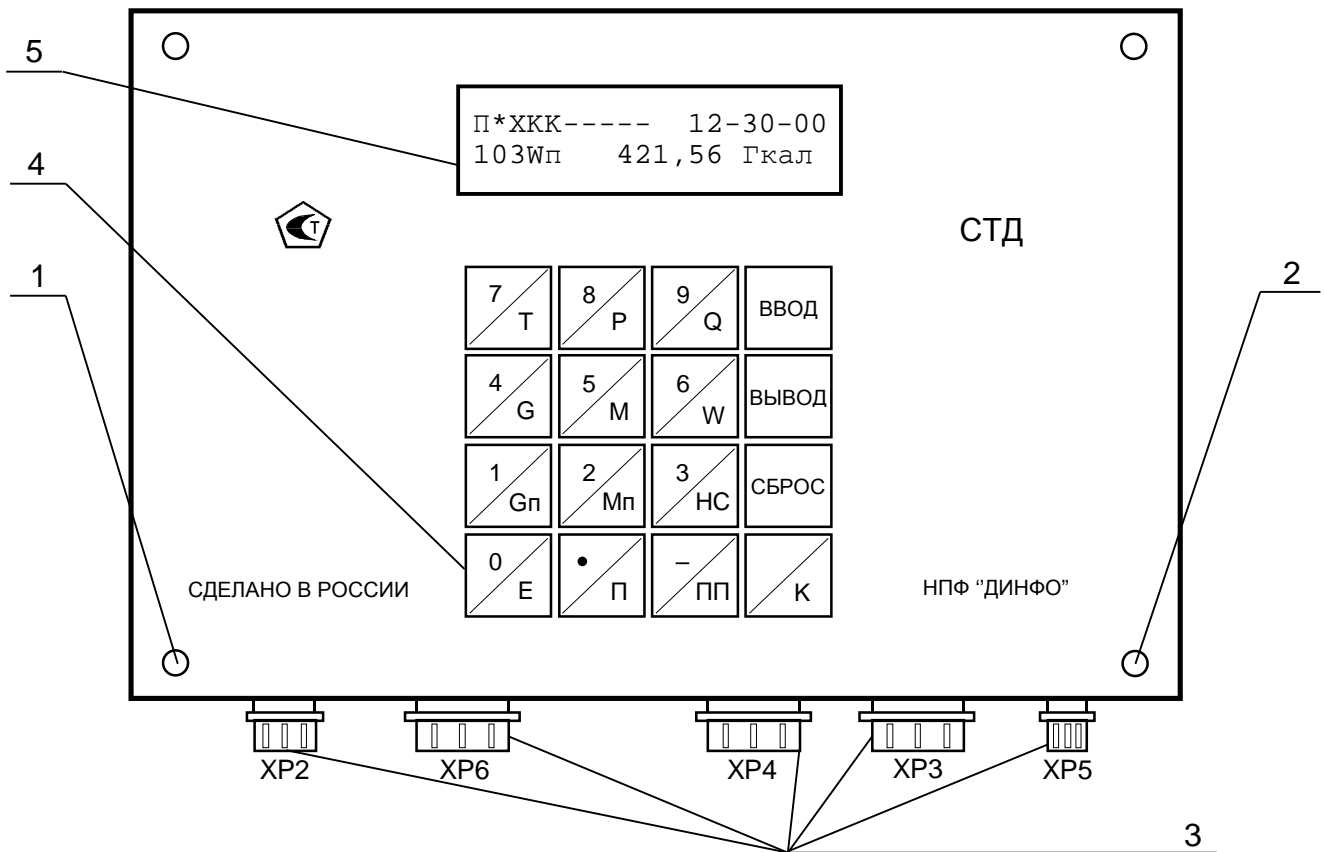 5
П*ХКК----- 12-30-00
103Wп 421,56 Гкал
4
Т
СТД
1
2
7 T 8 P 9 Q ВВОД
4 G 5 M 6 W ВЫВОД
1 Gп 2 Мп 3 НС СБРОС
0 E • П – ПП К
СДЕЛАНО В РОССИИ
НПФ “ДИНФО”
ХР2 ХР6 ХР4 ХР3 ХР5
3